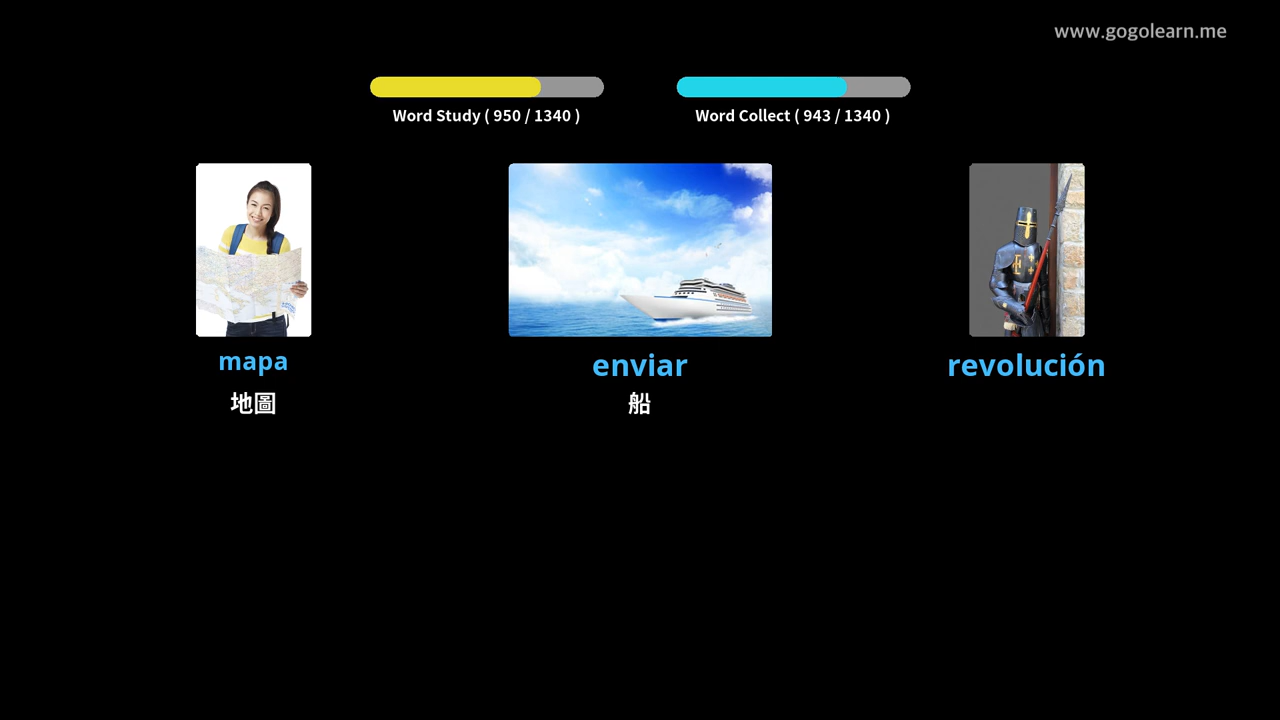 www.gogolearn.me
Word Study ( 950 / 1340 )
Word Collect ( 943 / 1340 )
mapa
enviar
revolución
地圖
船